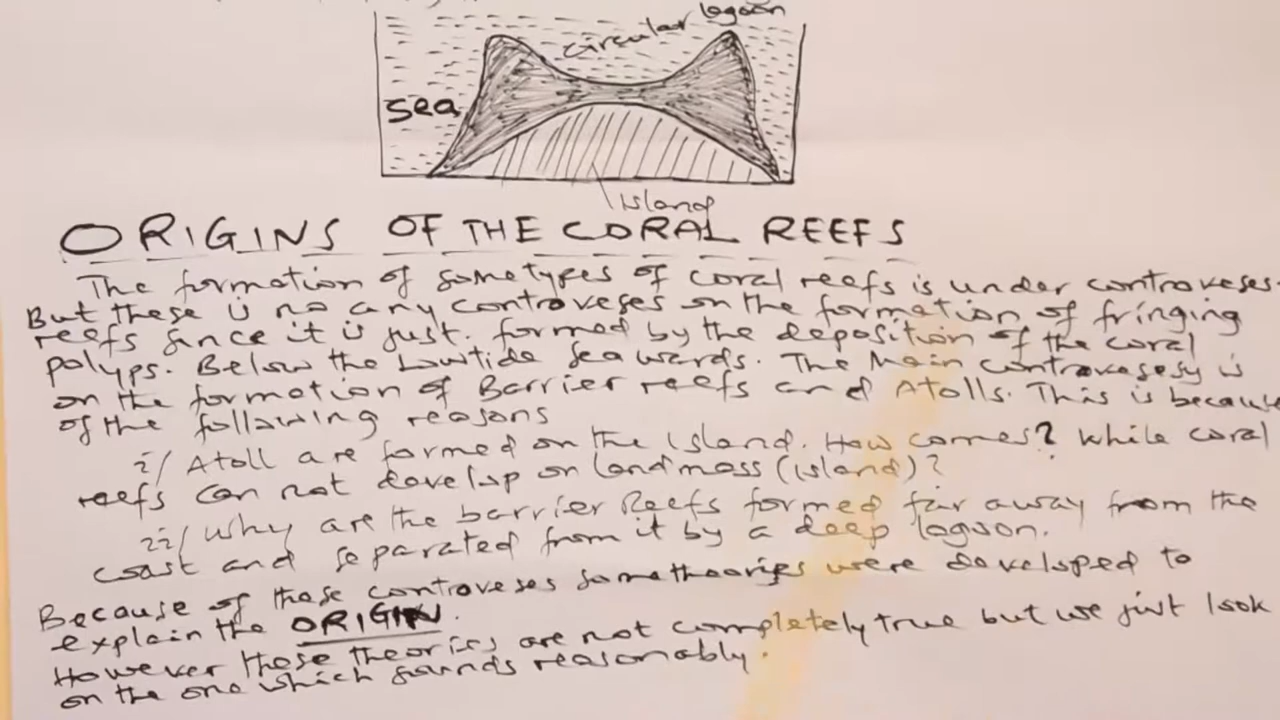 circular lagoon
sea
island
ORIGINS OF THE CORAL REEFS
The formation of some types of coral reefs is under controveses.
But these is no any controveses on the formation of fringing
reefs since it is just. formed by the deposition of the coral
polyps. Below the Lowtide sea wards. The Main controvesesy is
on the formation of Barrier reefs and Atolls. This is because
of the following reasons
i/ Atoll are formed on the island. How comes? while coral
reefs can not develop on landmass (island)?
ii/ Why are the barrier Reefs formed far away from the
coast and separated from it by a deep lagoon.
Because of these controveses some theories were developed to
explain the ORIGIN.
However these theories are not completely true but we just look
on the one which sounds reasonably.